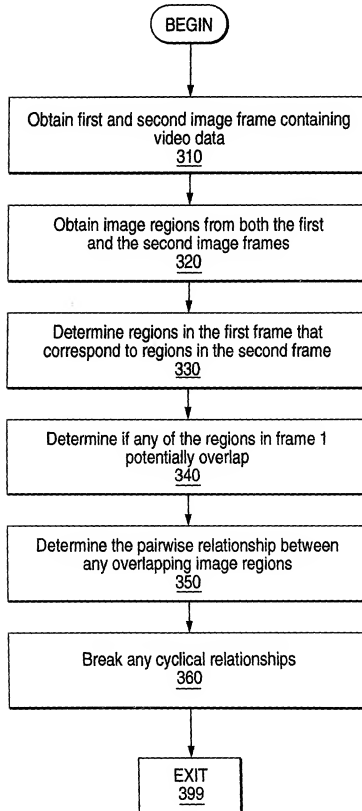 BEGIN
Obtain first and second image frame containing
video data
310
Obtain image regions from both the first
and the second image frames
320
Determine regions in the first frame that
correspond to regions in the second frame
330
Determine if any of the regions in frame 1
potentially overlap
340
Determine the pairwise relationship between
any overlapping image regions
350
Break any cyclical relationships
360
EXIT
399